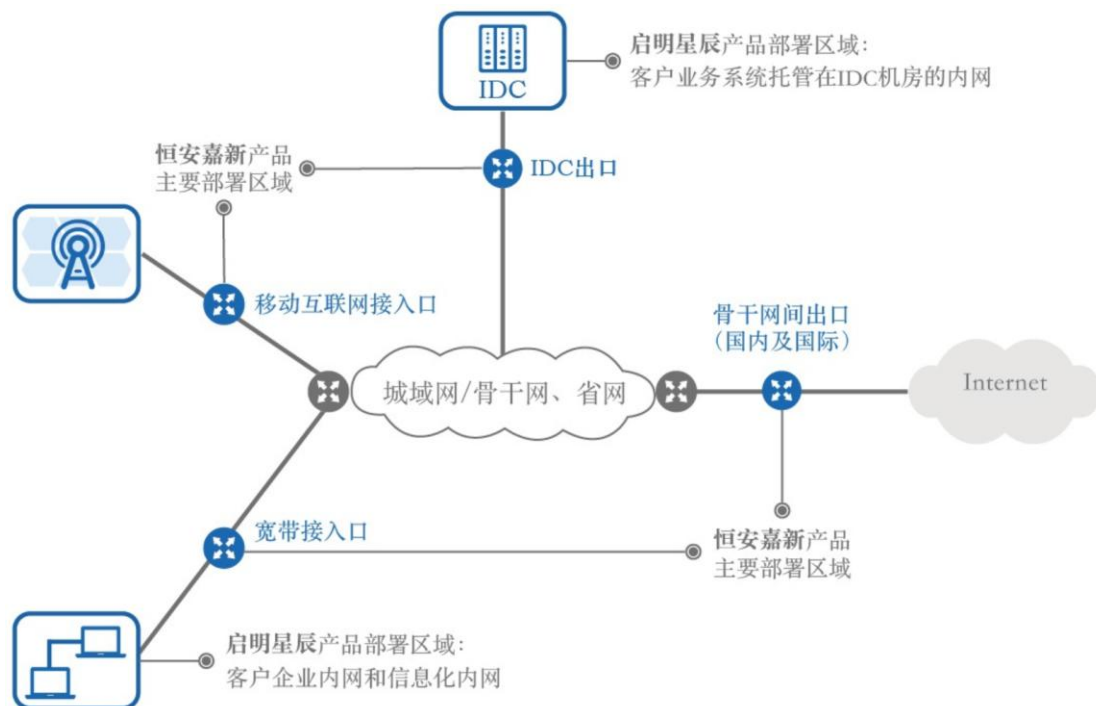 启明星辰产品部署区域：
客户业务系统托管在IDC机房的内网
IDC
恒安嘉新产品
主要部署区域
IDC出口
移动互联网接入口
骨干网间出口
（国内及国际）
城域网/骨干网、省网
Internet
宽带接入口
恒安嘉新产品
主要部署区域
启明星辰产品部署区域：
客户企业内网和信息化内网